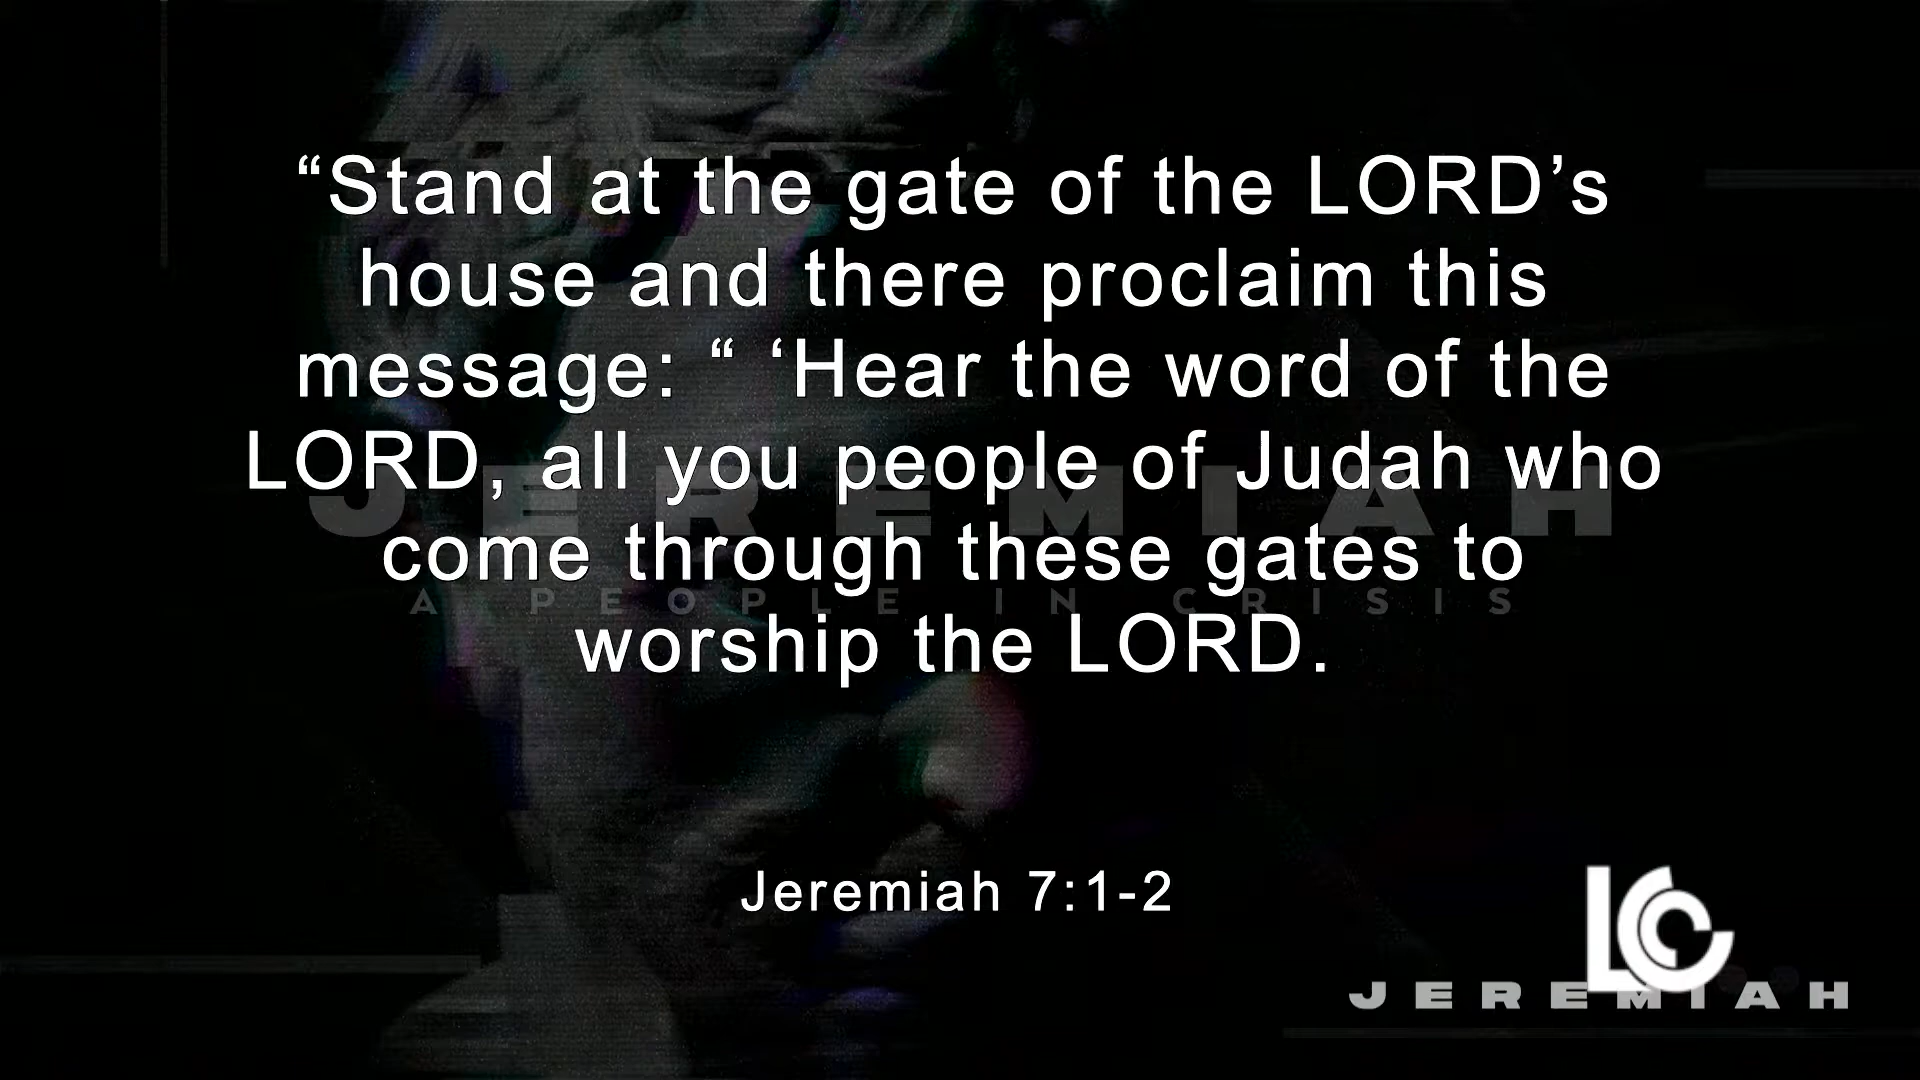 “Stand at the gate of the LORD’s
house and there proclaim this
message: “ ‘Hear the word of the
LORD, all you people of Judah who
JEREMIAH
come through these gates to
A PEOPLE IN CRISIS
worship the LORD.
Jeremiah 7:1-2
LCC
JEREMIAH